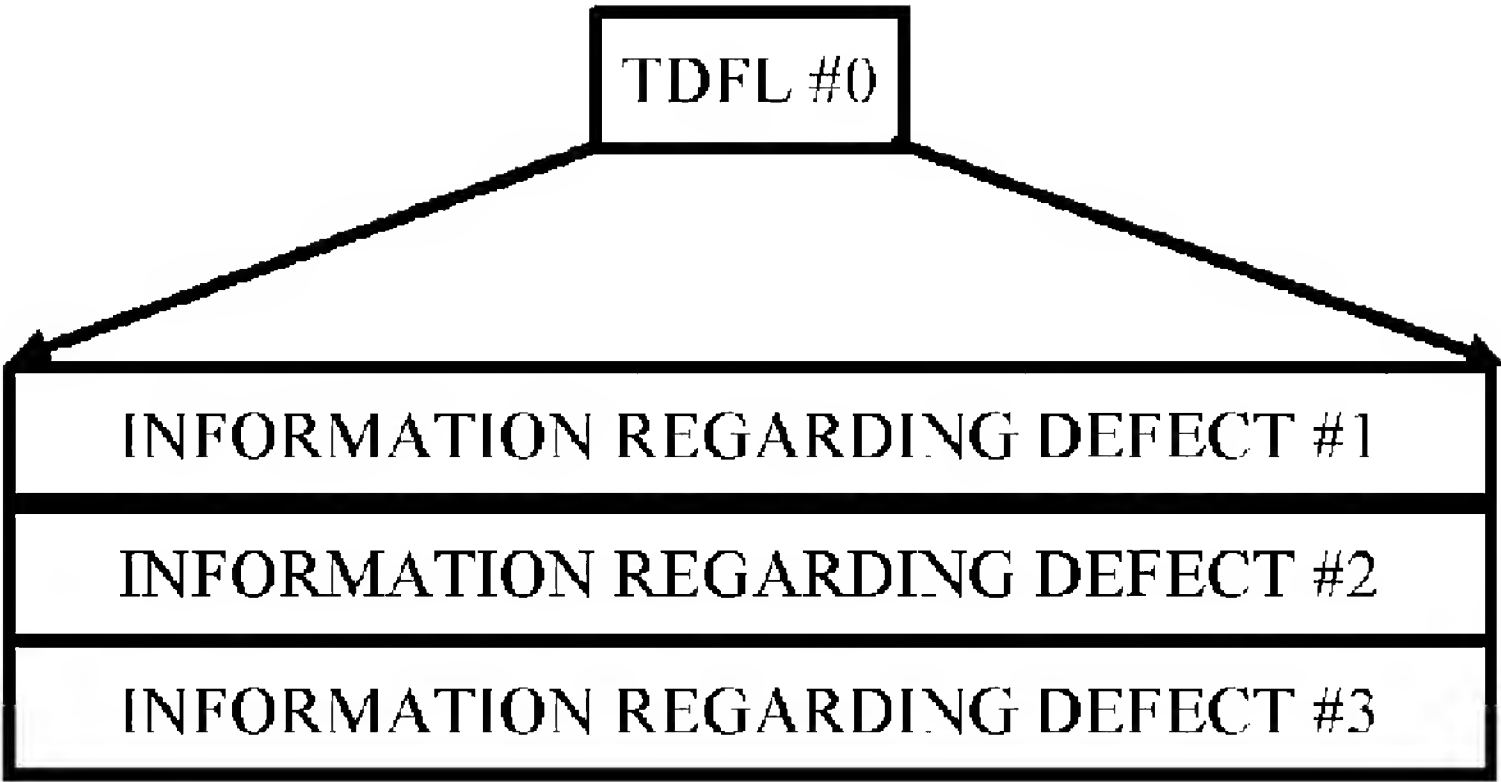 TDFL #0
INFORMATION REGARDING DEFECT #1
INFORMATION REGARDING DEFECT #2
INFORMATION REGARDING DEFECT #3